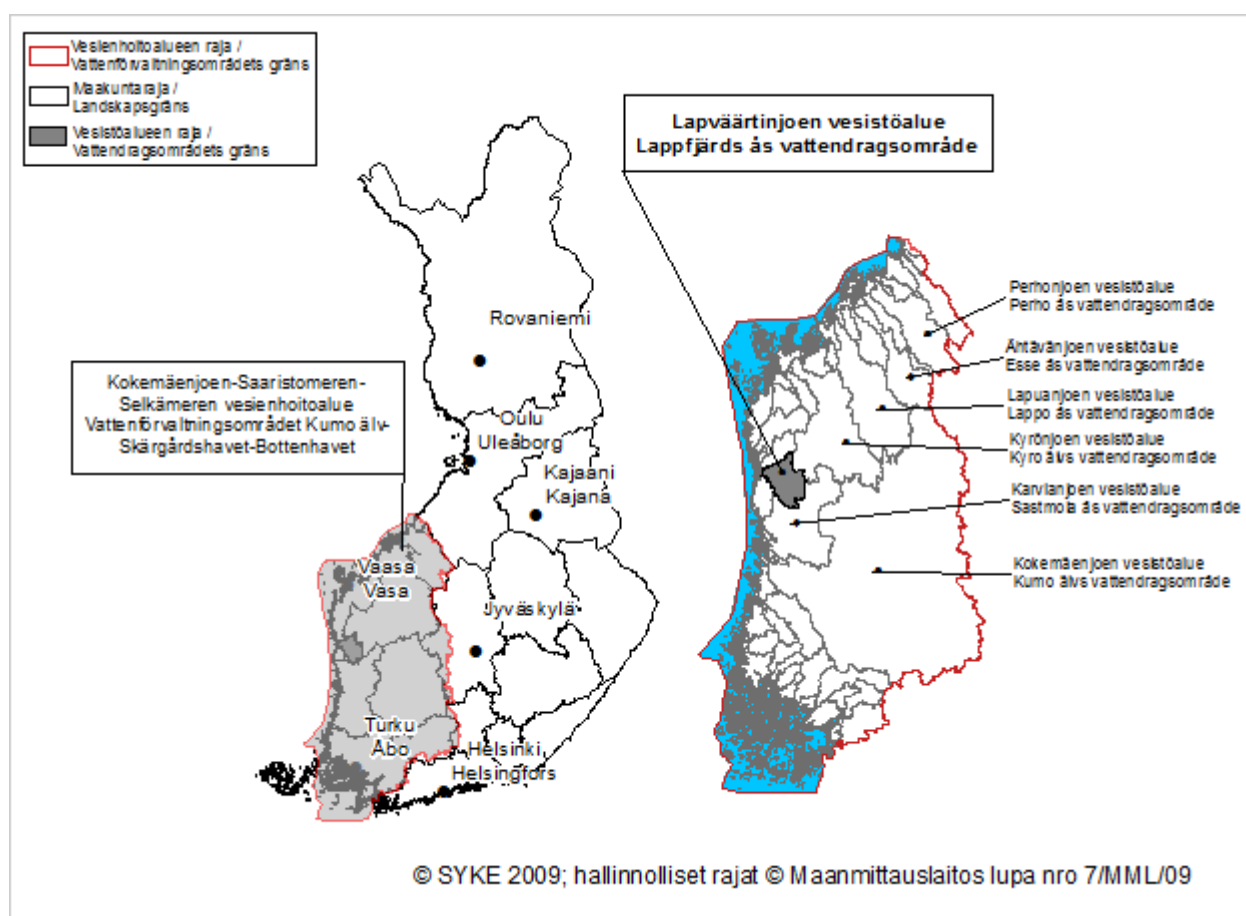 Vesienhoitoalueen raja /
Vattenförvaltningsområdets gräns
Maakuntaraja /
Landskapsgräns
Vesistöalueen raja /
Vattendragsområdets gräns
Lapväärtinjoen vesistöalue
Lappfjärds ås vattendragsområde
Rovaniemi
Kokemäenjoen-Saaristomeren-
Selkämeren vesienhoitoalue
Vattenförvaltningsområdet Kumo älv-
Skärgårdshavet-Bottenhavet
Oulu
Uleåborg
Kajaani
Kajana
Vaasa
Vasa
Jyväskylä
Turku
Åbo
Helsinki
Helsingfors
Perhonjoen vesistöalue
Perho ås vattendragsområde
Ähtävänjoen vesistöalue
Esse ås vattendragsområde
Lapuanjoen vesistöalue
Lappo ås vattendragsområde
Kyrönjoen vesistöalue
Kyro älvs vattendragsområde
Karvianjoen vesistöalue
Sastmola ås vattendragsområde
Kokemäenjoen vesistöalue
Kumo älvs vattendragsområde
© SYKE 2009; hallinnolliset rajat © Maanmittauslaitos lupa nro 7/MML/09